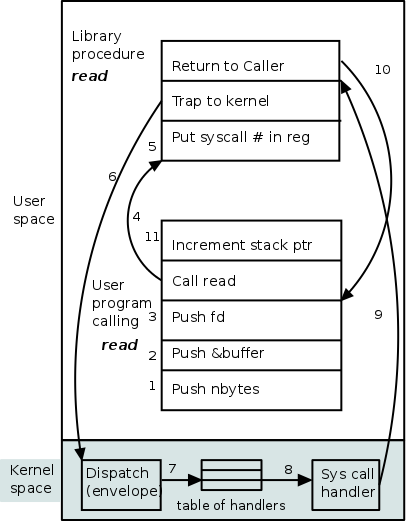 Library
procedure
read
Return to Caller
10
Trap to kernel
Put syscall # in reg
5
6
User
space
4
11
Increment stack ptr
Call read
User
program
calling
read
3
Push fd
9
2
Push &buffer
1
Push nbytes
Kernel
space
Dispatch
(envelope)
7
8
Sys call
handler
table of handlers